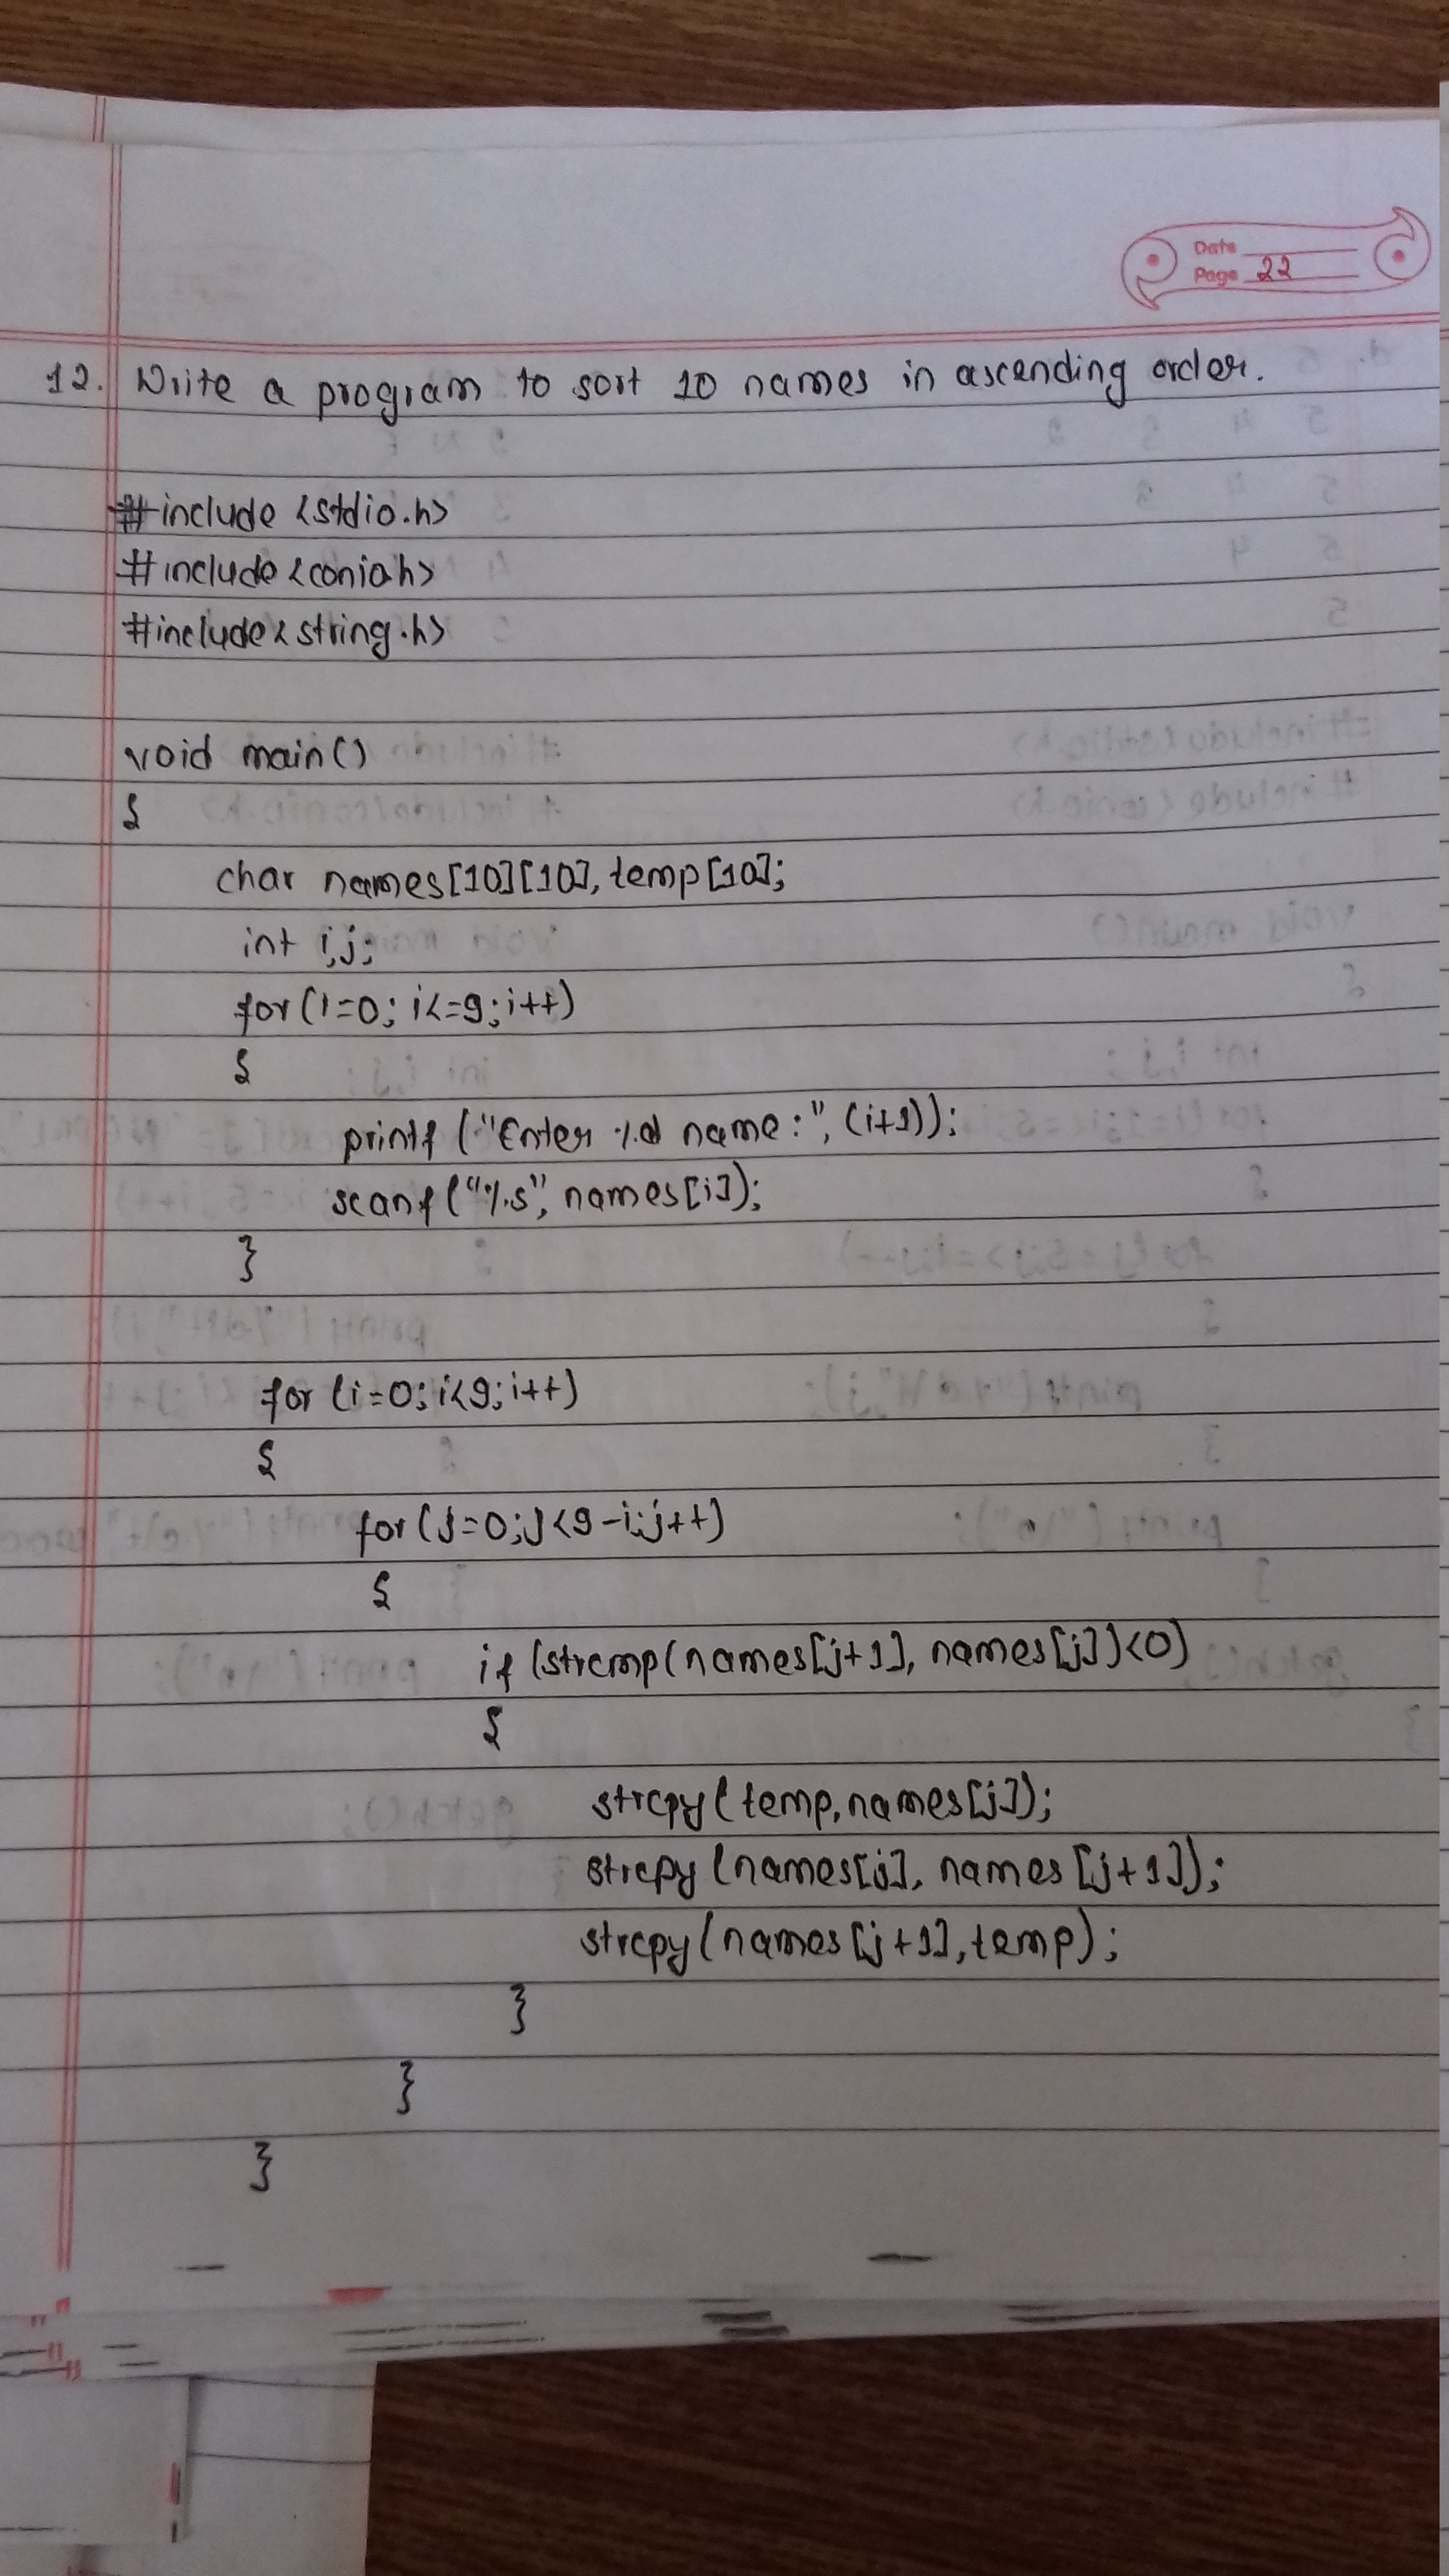 Date
Page 22
12. Write a program to sort 10 names in ascending order.
#include <stdio.h>
#include <conio.h>
#include <string.h>
void main()
{
char names[10][10], temp[10];
int i,j;
for(i=0; i<=9; i++)
{
printf ("Enter %d name:", (i+1));
scanf ("%s", names[i]);
}
for (i=0; i<9; i++)
{
for(j=0; j<9-i; j++)
{
if (strcmp(names[j+1], names[j])<0)
{
strcpy(temp, names[j]);
strcpy (names[j], names [j+1]);
strcpy(names [j+1], temp);
}
}
}